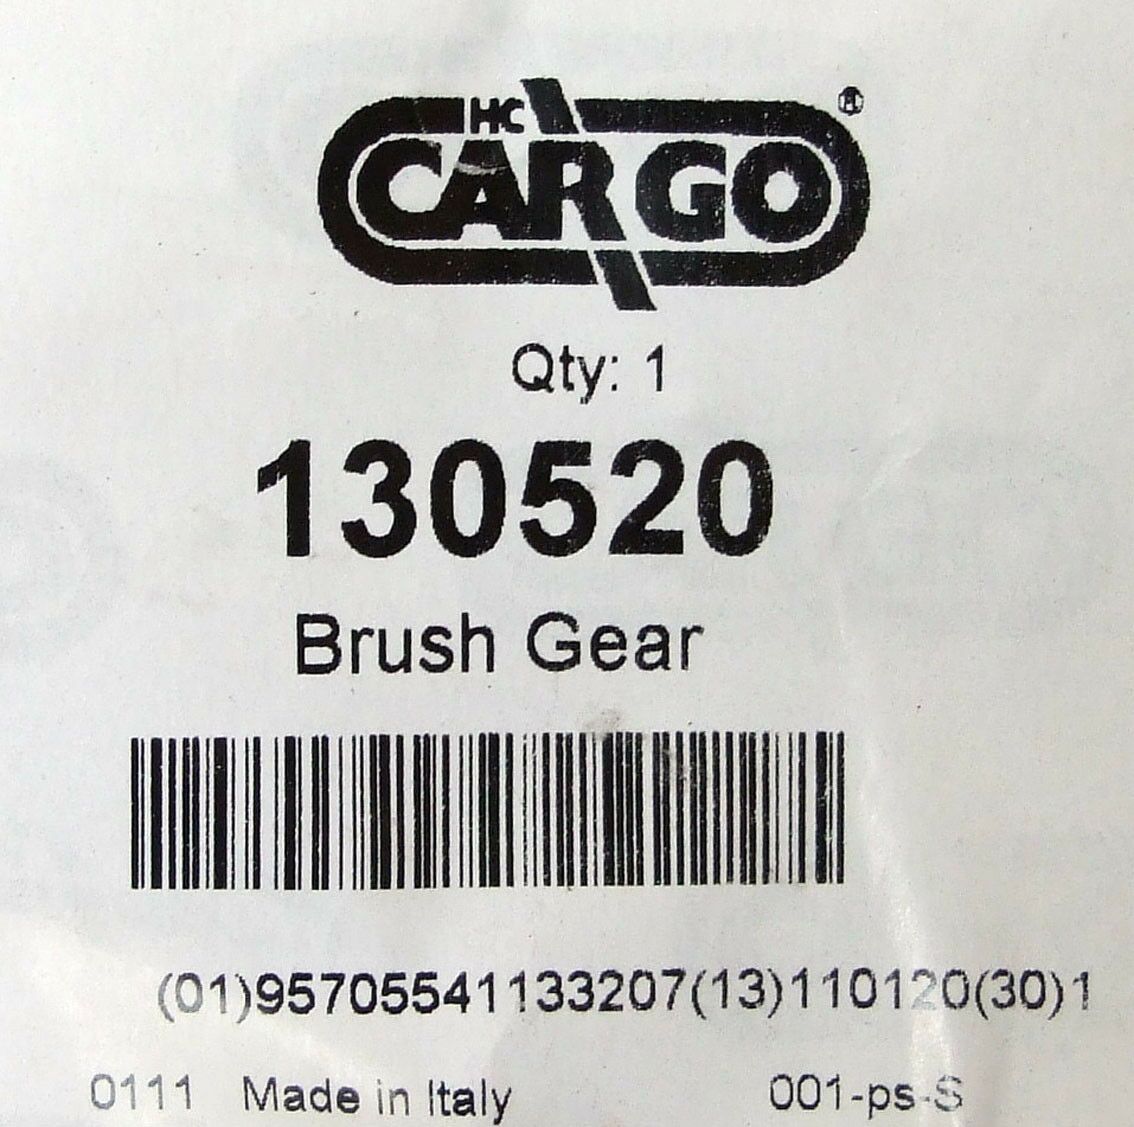 HC
CARGO®
Qty: 1
130520
Brush Gear
(01)95705541133207(13)110120(30)1
0111 Made in Italy 001-ps-S